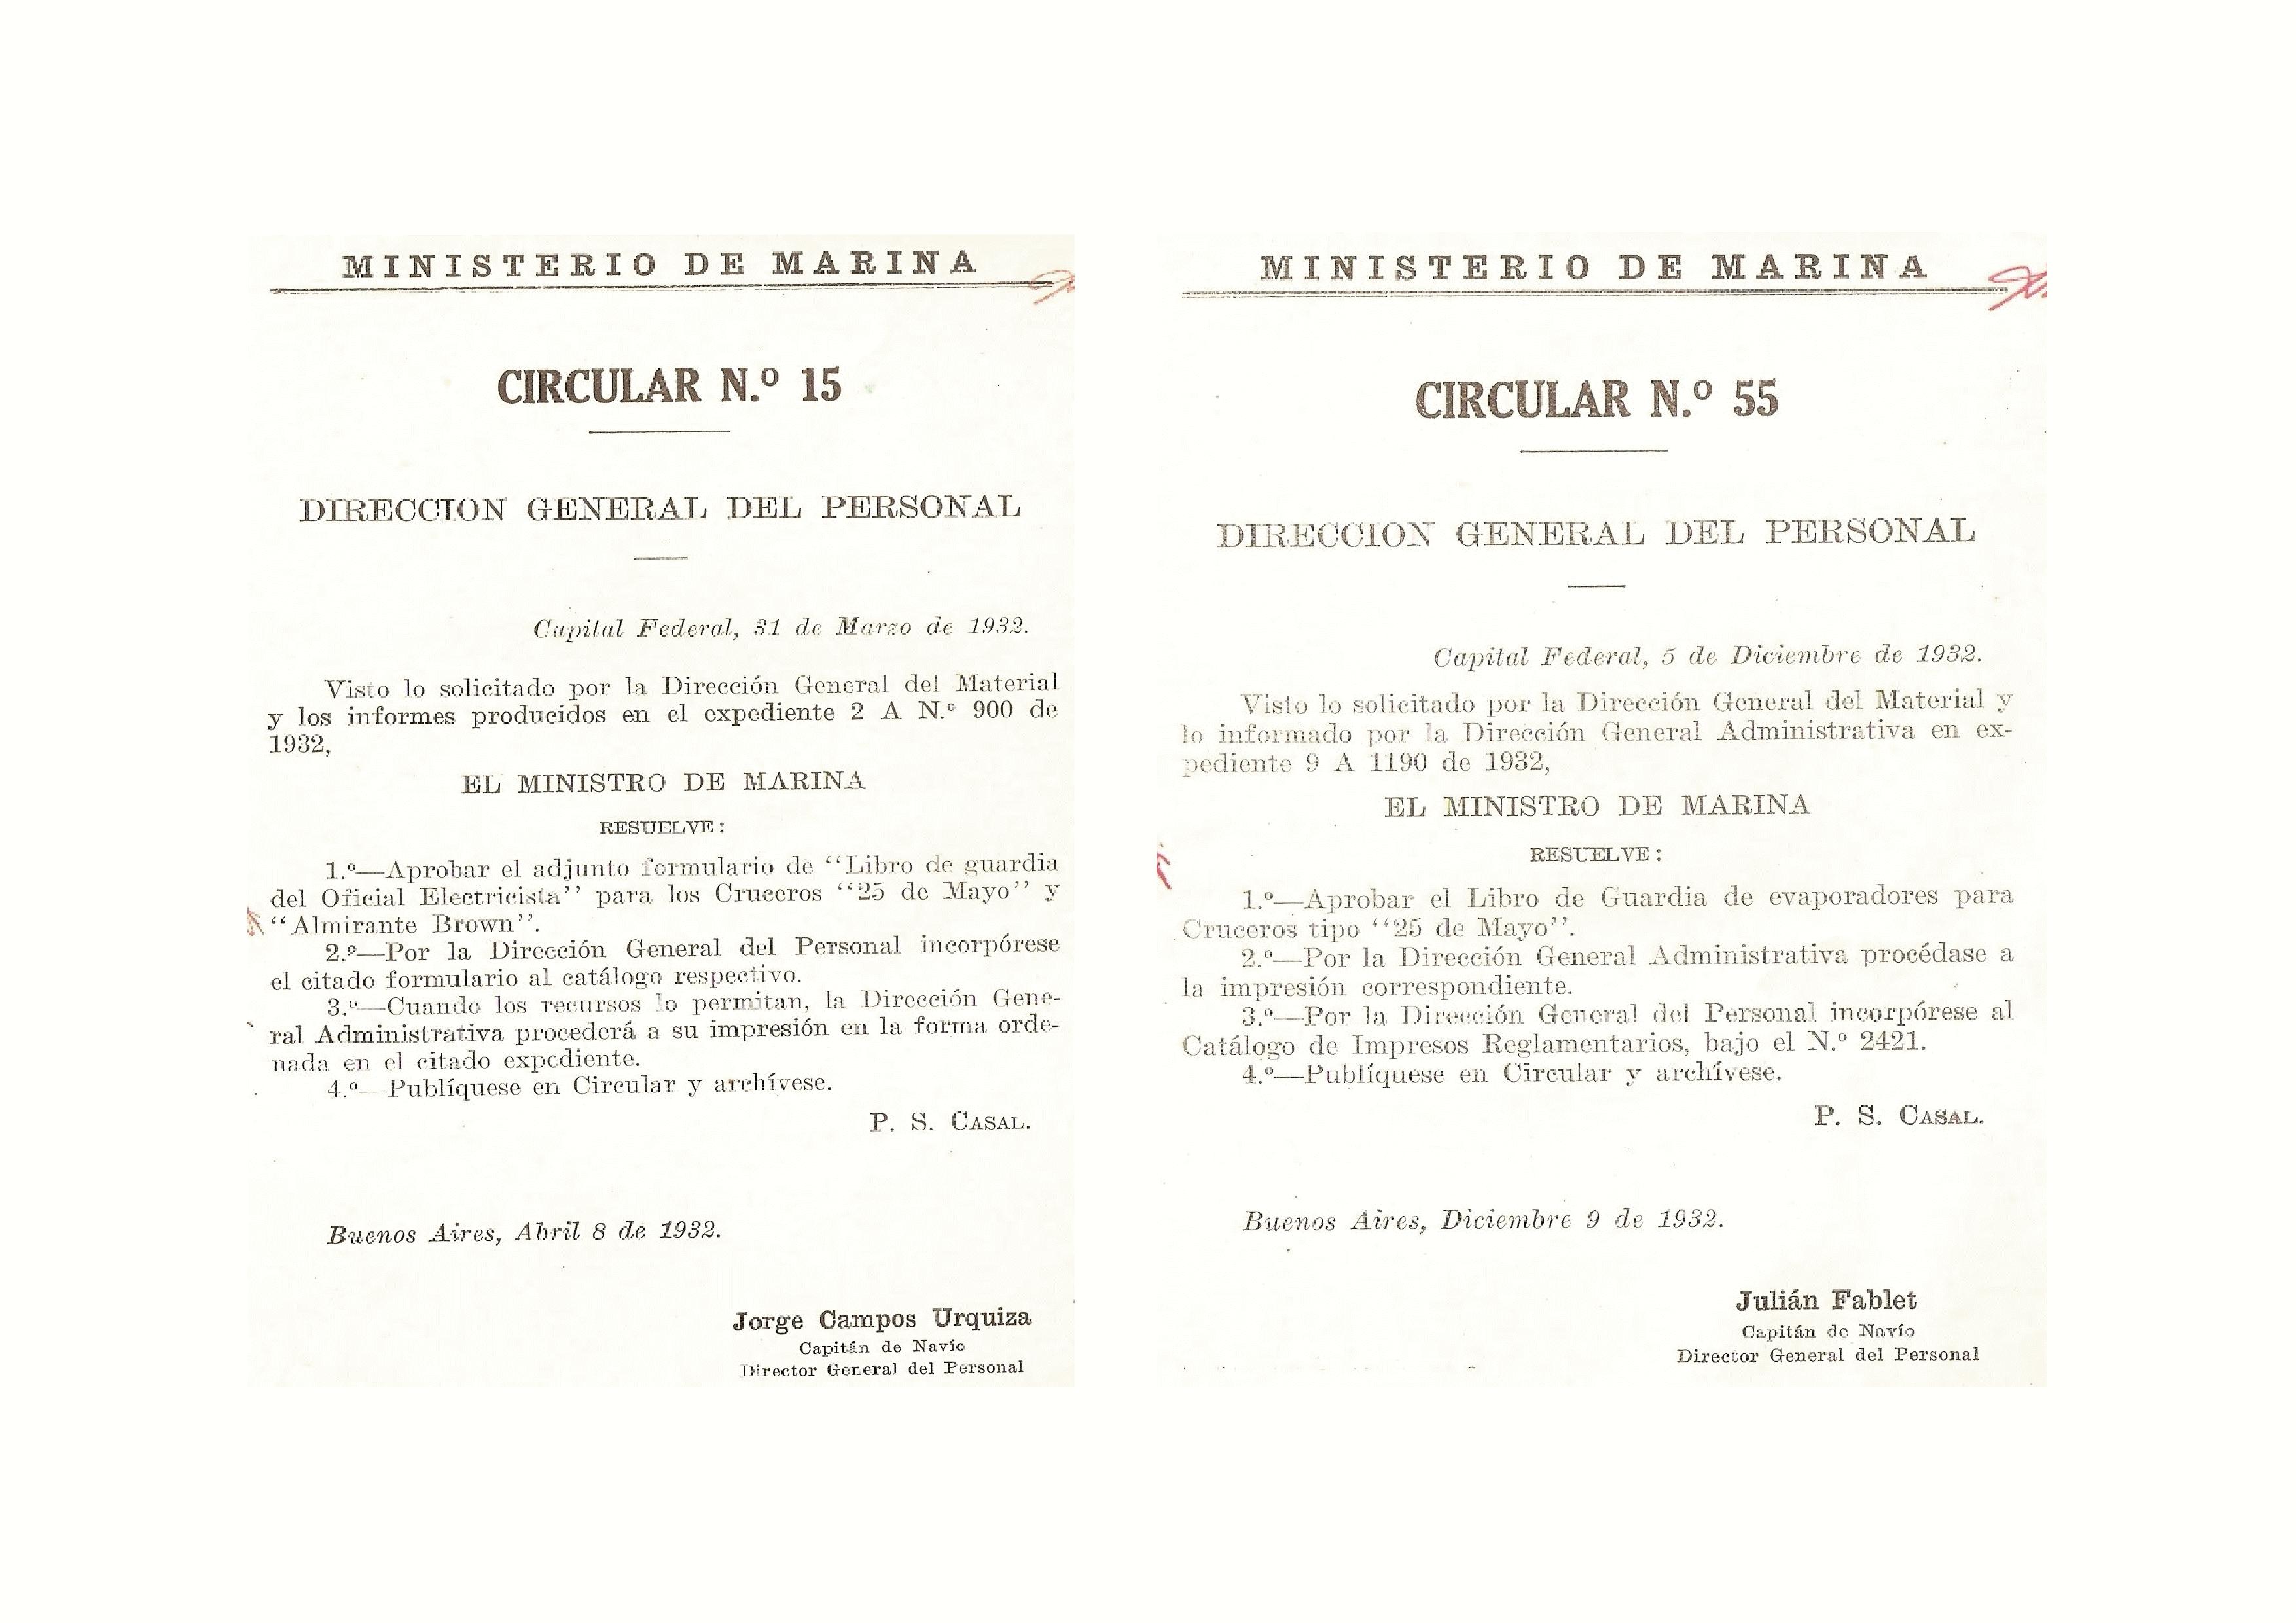 MINISTERIO DE MARINA
CIRCULAR N.º 15
DIRECCION GENERAL DEL PERSONAL
Capital Federal, 31 de Marzo de 1932.
Visto lo solicitado por la Dirección General del Material
y los informes producidos en el expediente 2 A N.º 900 de
1932,
EL MINISTRO DE MARINA
RESUELVE:
1.º—Aprobar el adjunto formulario de ‘‘Libro de guardia
del Oficial Electricista’’ para los Cruceros ‘‘25 de Mayo’’ y
‘‘Almirante Brown’’.
2.º—Por la Dirección General del Personal incorpórese
el citado formulario al catálogo respectivo.
3.º—Cuando los recursos lo permitan, la Dirección Gene-
ral Administrativa procederá a su impresión en la forma orde-
nada en el citado expediente.
4.º—Publíquese en Circular y archívese.
P. S. CASAL.
Buenos Aires, Abril 8 de 1932.
Jorge Campos Urquiza
Capitán de Navío
Director General del Personal
MINISTERIO DE MARINA
CIRCULAR N.º 55
DIRECCION GENERAL DEL PERSONAL
Capital Federal, 5 de Diciembre de 1932.
Visto lo solicitado por la Dirección General del Material y
lo informado por la Dirección General Administrativa en ex-
pediente 9 A 1190 de 1932,
EL MINISTRO DE MARINA
RESUELVE:
1.º—Aprobar el Libro de Guardia de evaporadores para
Cruceros tipo ‘‘25 de Mayo’’.
2.º—Por la Dirección General Administrativa procédase a
la impresión correspondiente.
3.º—Por la Dirección General del Personal incorpórese al
Catálogo de Impresos Reglamentarios, bajo el N.º 2421.
4.º—Publíquese en Circular y archívese.
P. S. CASAL.
Buenos Aires, Diciembre 9 de 1932.
Julián Fablet
Capitán de Navío
Director General del Personal